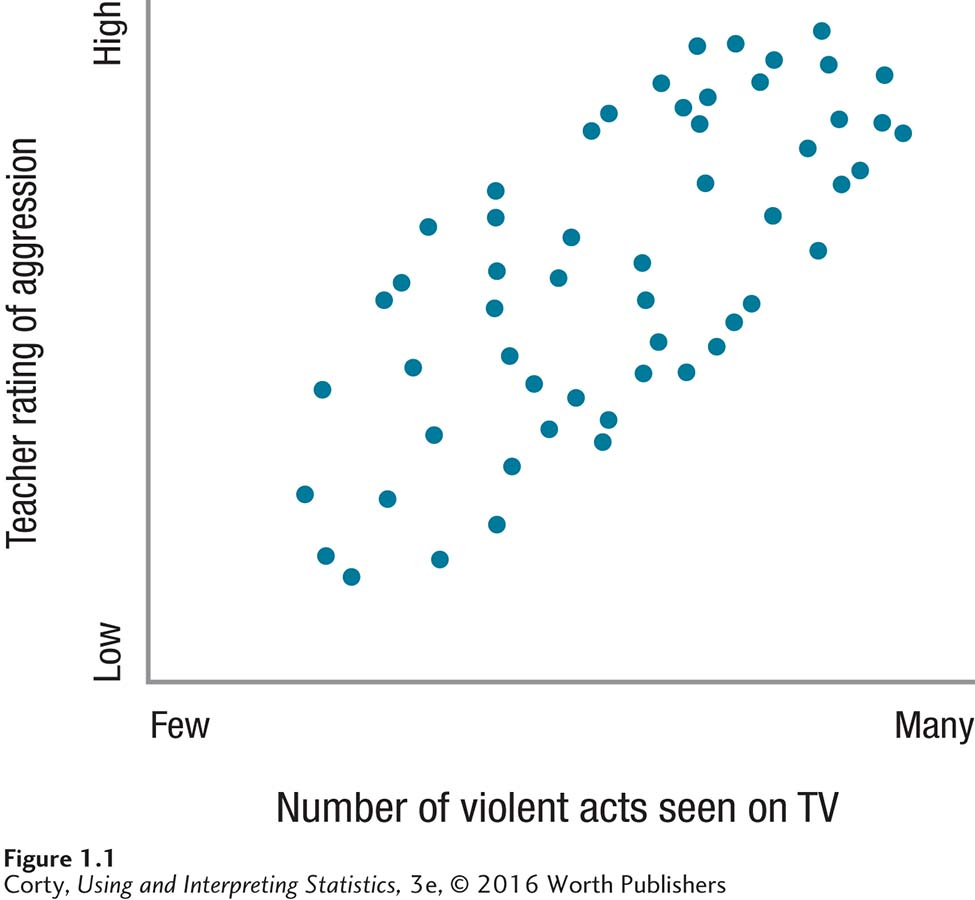 High
Teacher rating of aggression
Low
Few
Many
Number of violent acts seen on TV
Figure 1.1
Corty, Using and Interpreting Statistics, 3e, © 2016 Worth Publishers